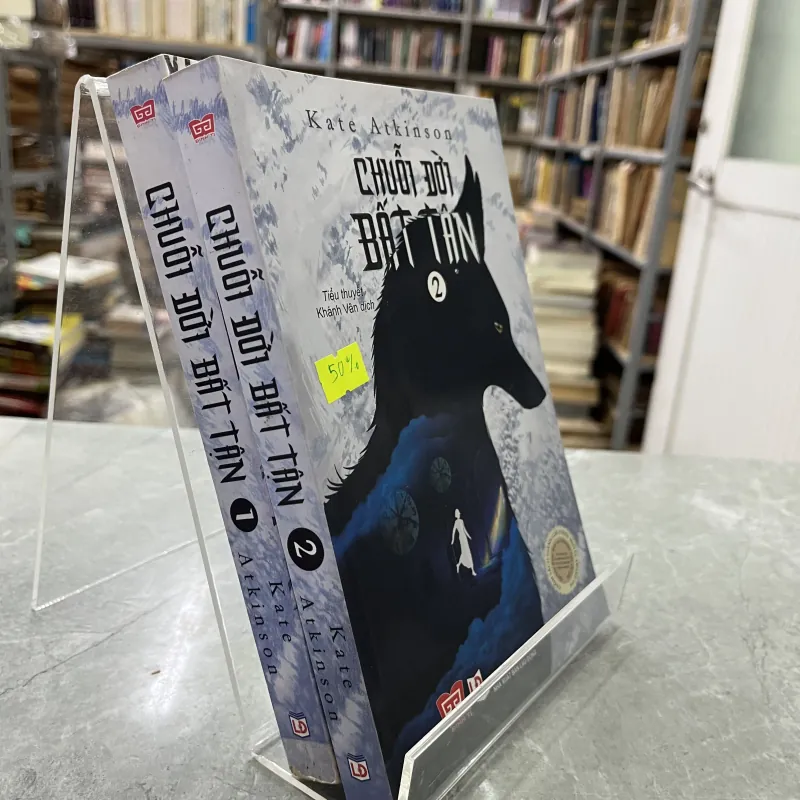 CHUỖI ĐỜI BẤT TẬN 1 Kate Atkinson
CHUỖI ĐỜI BẤT TẬN 2 Kate Atkinson
Kate Atkinson
CHUỖI ĐỜI
BẤT TẬN
2
Tiểu thuyết
Khánh Vân dịch
50%